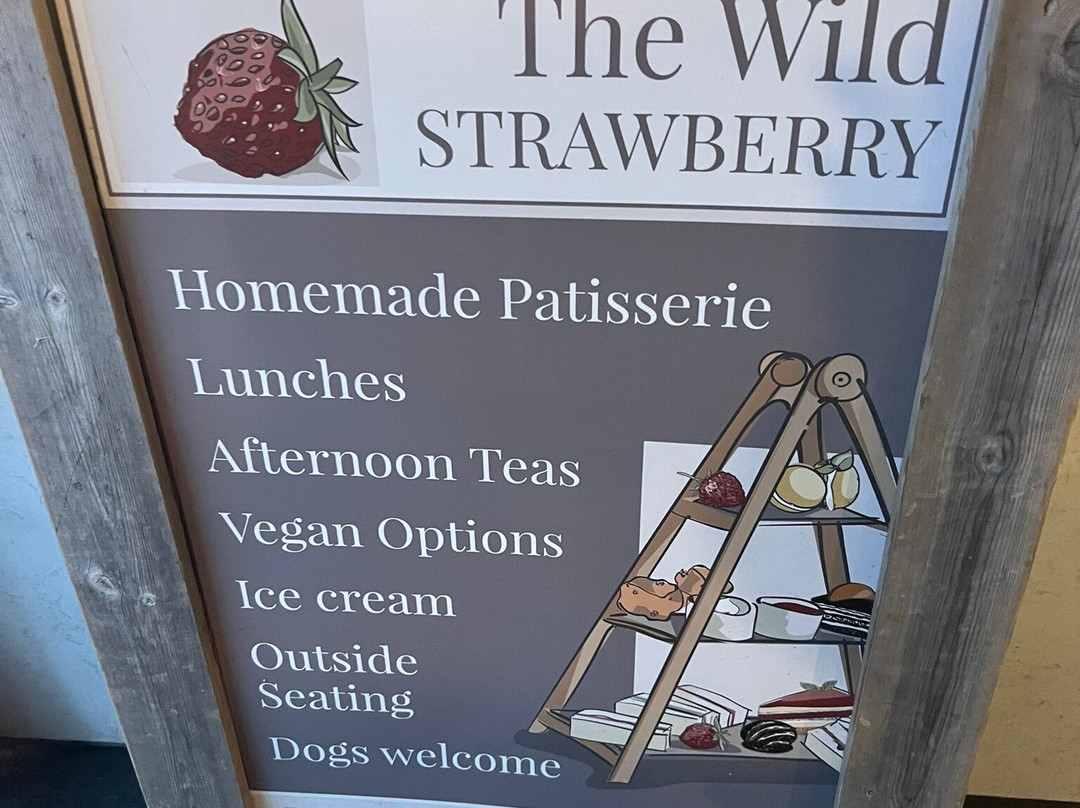 The Wild
STRAWBERRY
Homemade Patisserie
Lunches
Afternoon Teas
Vegan Options
Ice cream
Outside
Seating
Dogs welcome